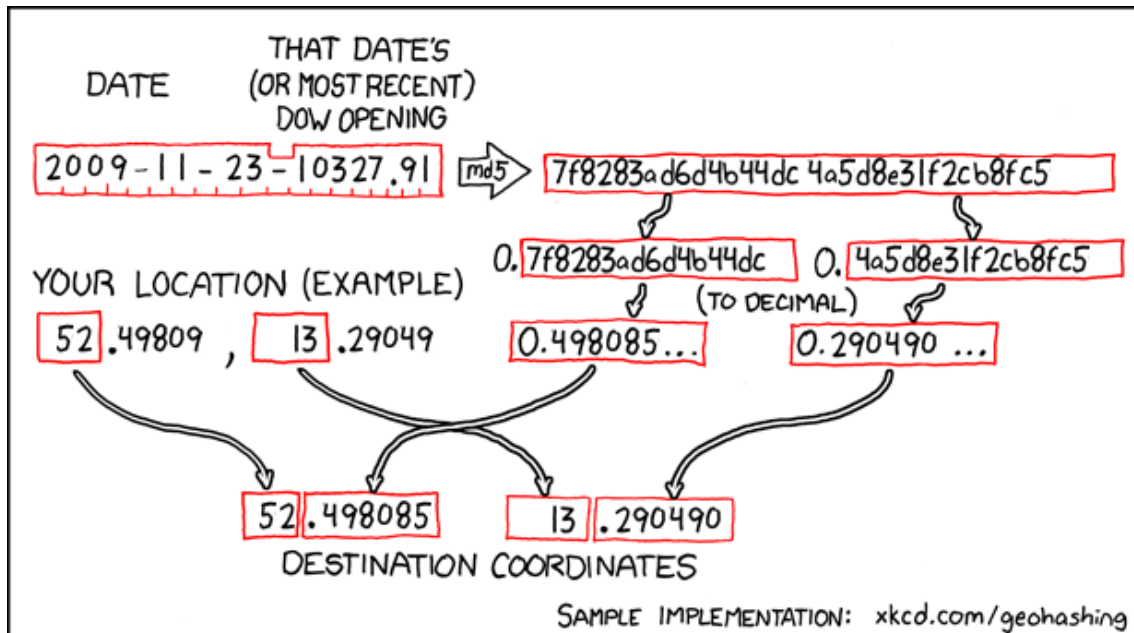 DATE
THAT DATE'S
(OR MOST RECENT)
DOW OPENING
2009-11-23-10327.91
md5
7f8283ad6d4b44dc 4a5d8e31f2cb8fc5
0.7f8283ad6d4b44dc
0.4a5d8e31f2cb8fc5
YOUR LOCATION (EXAMPLE)
(TO DECIMAL)
52.49809, 13.29049
0.498085...
0.290490 ...
52.498085
13.290490
DESTINATION COORDINATES
SAMPLE IMPLEMENTATION: xkcd.com/geohashing